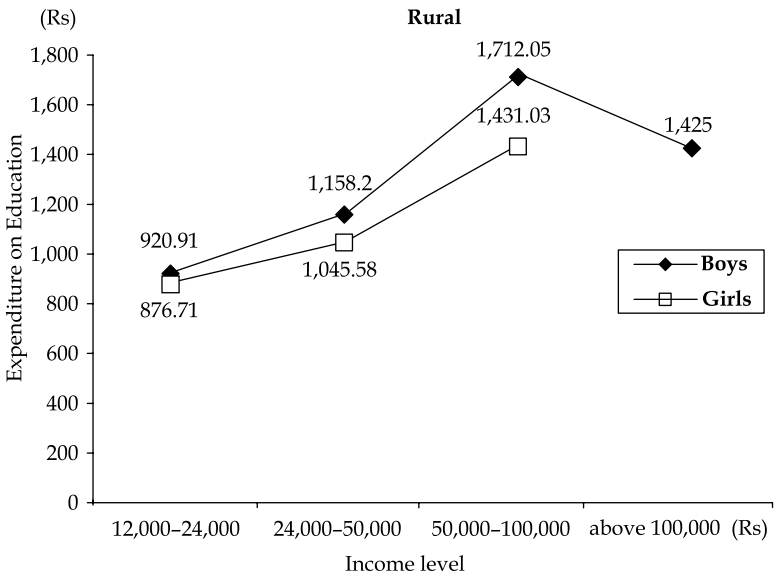 (Rs)
Rural
1,800
1,600
1,400
1,200
1,000
800
600
400
200
0
Expenditure on Education
920.91
1,158.2
1,712.05
1,425
876.71
1,045.58
1,431.03
Boys
Girls
12,000–24,000
24,000–50,000
50,000–100,000
above 100,000
(Rs)
Income level